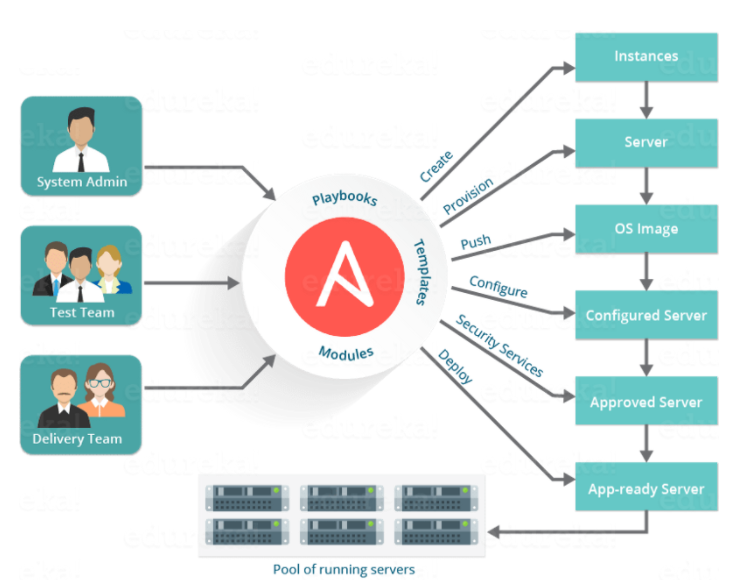 Instances
System Admin
Create
Server
Playbooks
Provision
Push
OS Image
Templates
Test Team
Configure
Configured Server
Modules
Security Services
Deploy
Delivery Team
Approved Server
App-ready Server
Pool of running servers
edureka!